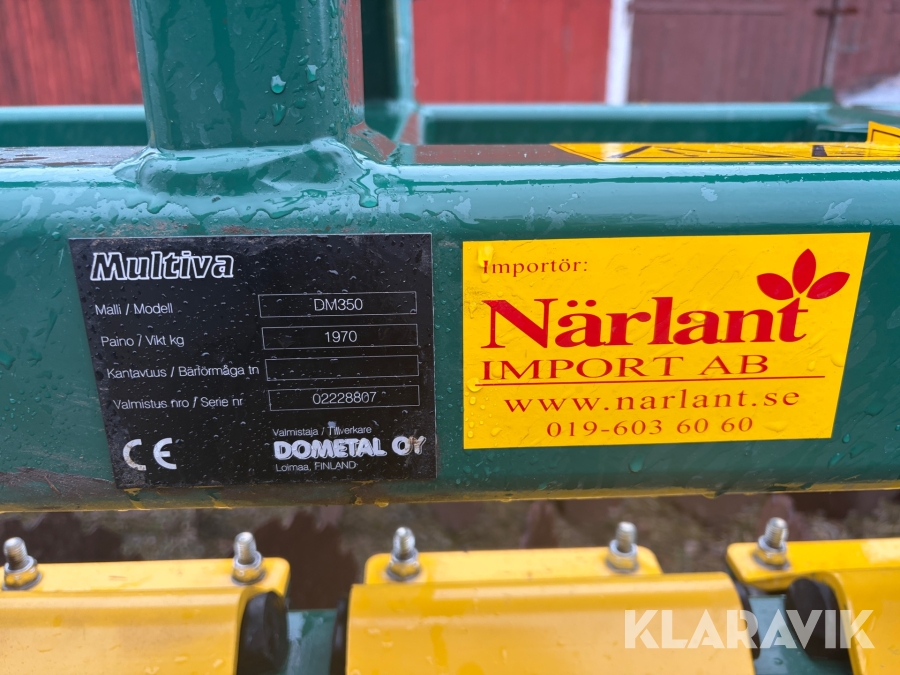 Multiva
Malli / Modell DM350
Paino / Vikt kg 1970
Kantavuus / Bärförmåga tn
Valmistus nro / Serie nr 02228807
Valmistaja / Tillverkare
DOMETAL OY
Loimaa, FINLAND
CE
Importör:
Närlant
IMPORT AB
www.narlant.se
019-603 60 60
KLARAVIK